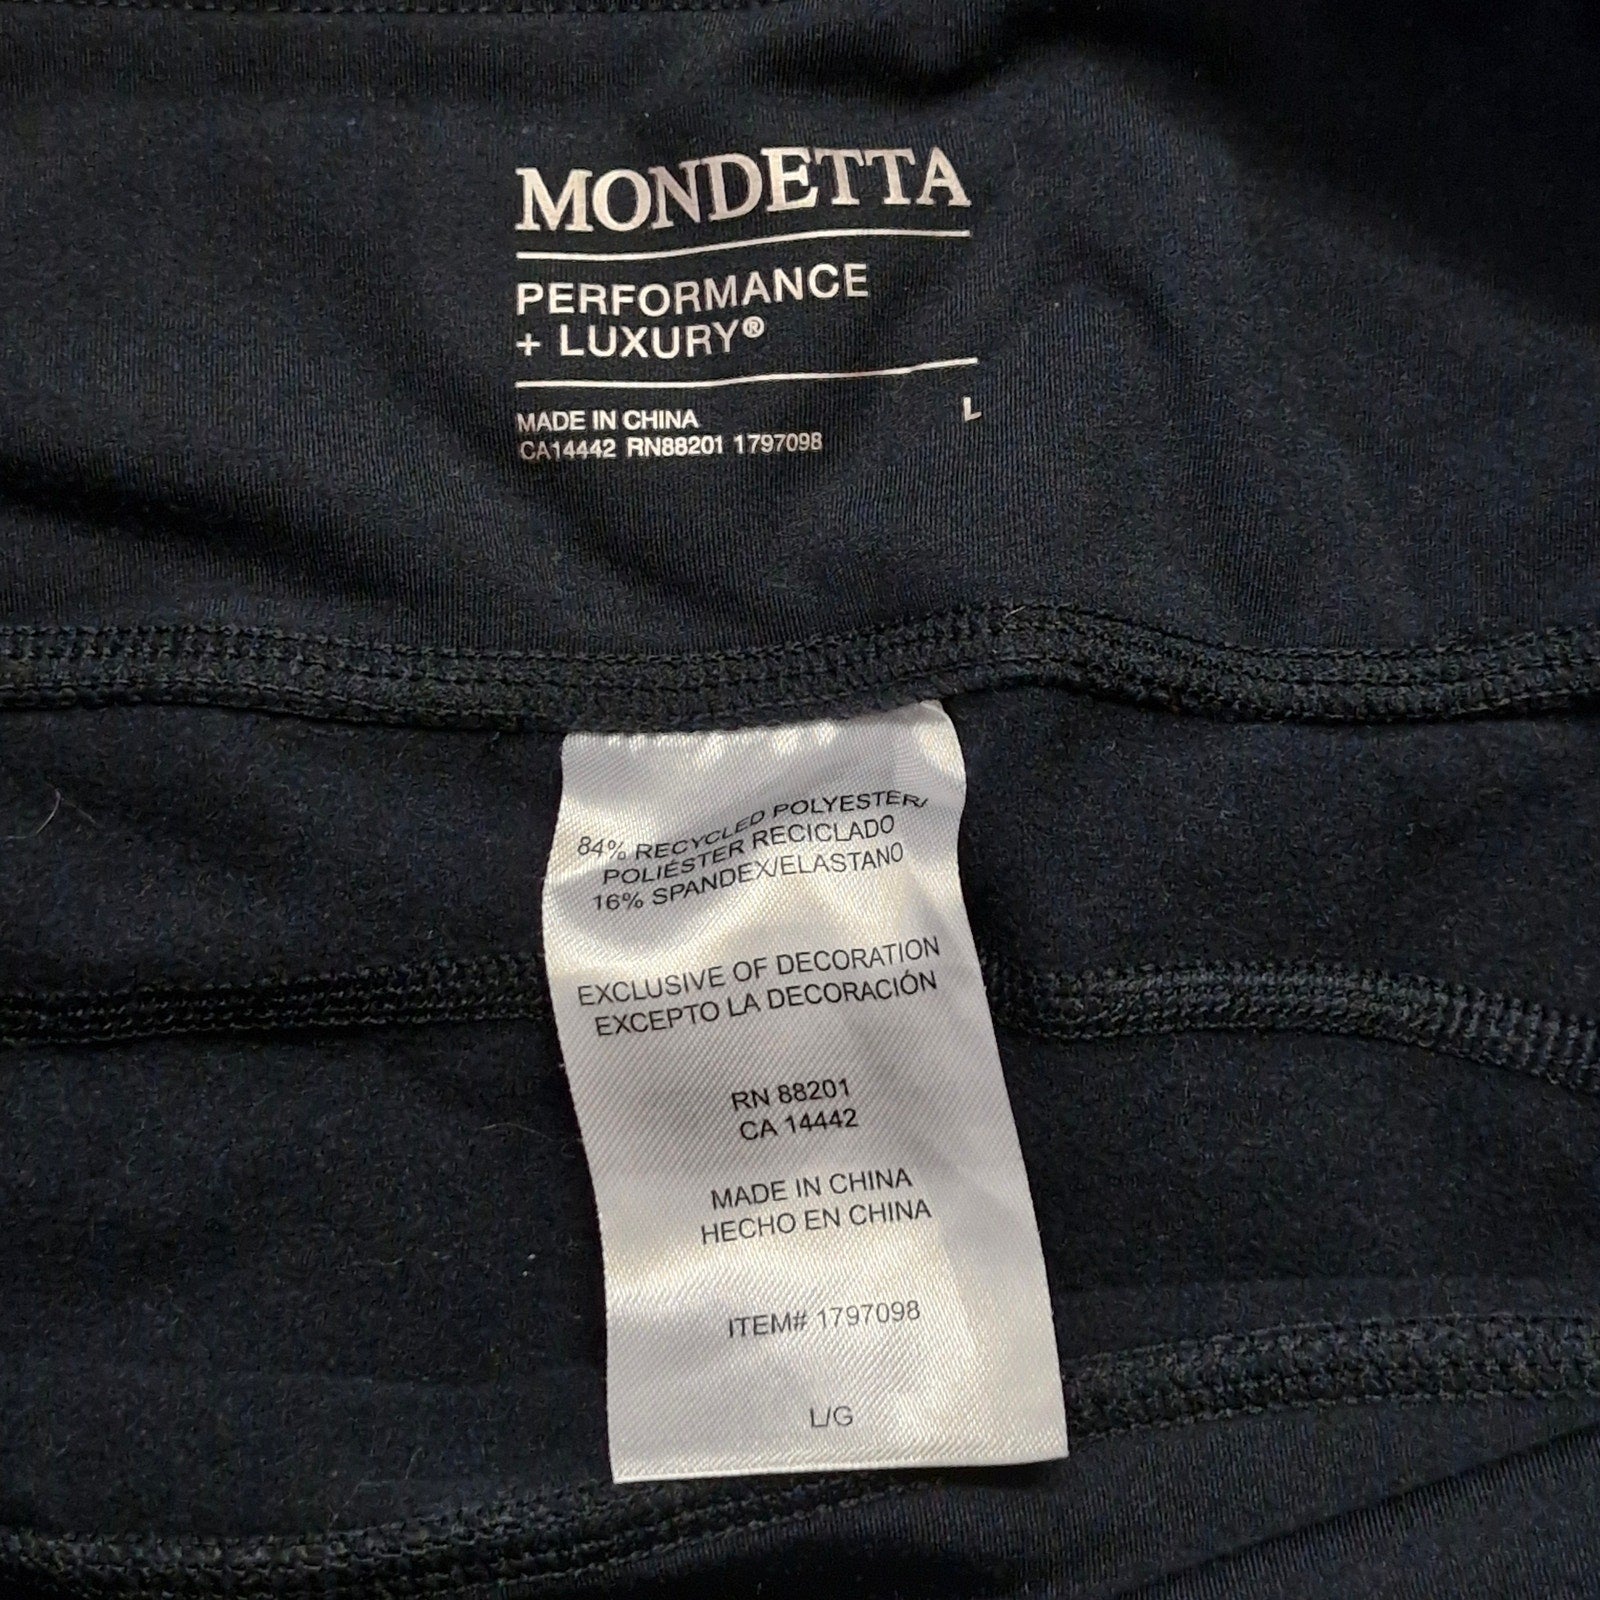 MONDETTA
PERFORMANCE
+ LUXURY®
MADE IN CHINA L
CA14442 RN88201 1797098
84% RECYCLED POLYESTER/
POLIÉSTER RECICLADO
16% SPANDEX/ELASTANO
EXCLUSIVE OF DECORATION
EXCEPTO LA DECORACIÓN
RN 88201
CA 14442
MADE IN CHINA
HECHO EN CHINA
ITEM# 1797098
L/G